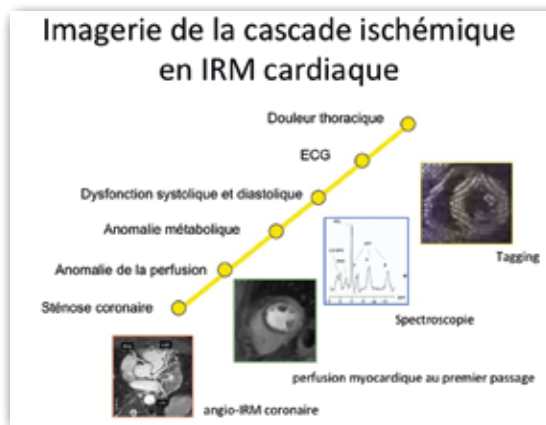 Imagerie de la cascade ischémique
en IRM cardiaque
Douleur thoracique
ECG
Dysfonction systolique et diastolique
Anomalie métabolique
Anomalie de la perfusion
Sténose coronaire
Tagging
Spectroscopie
perfusion myocardique au premier passage
angio-IRM coronaire